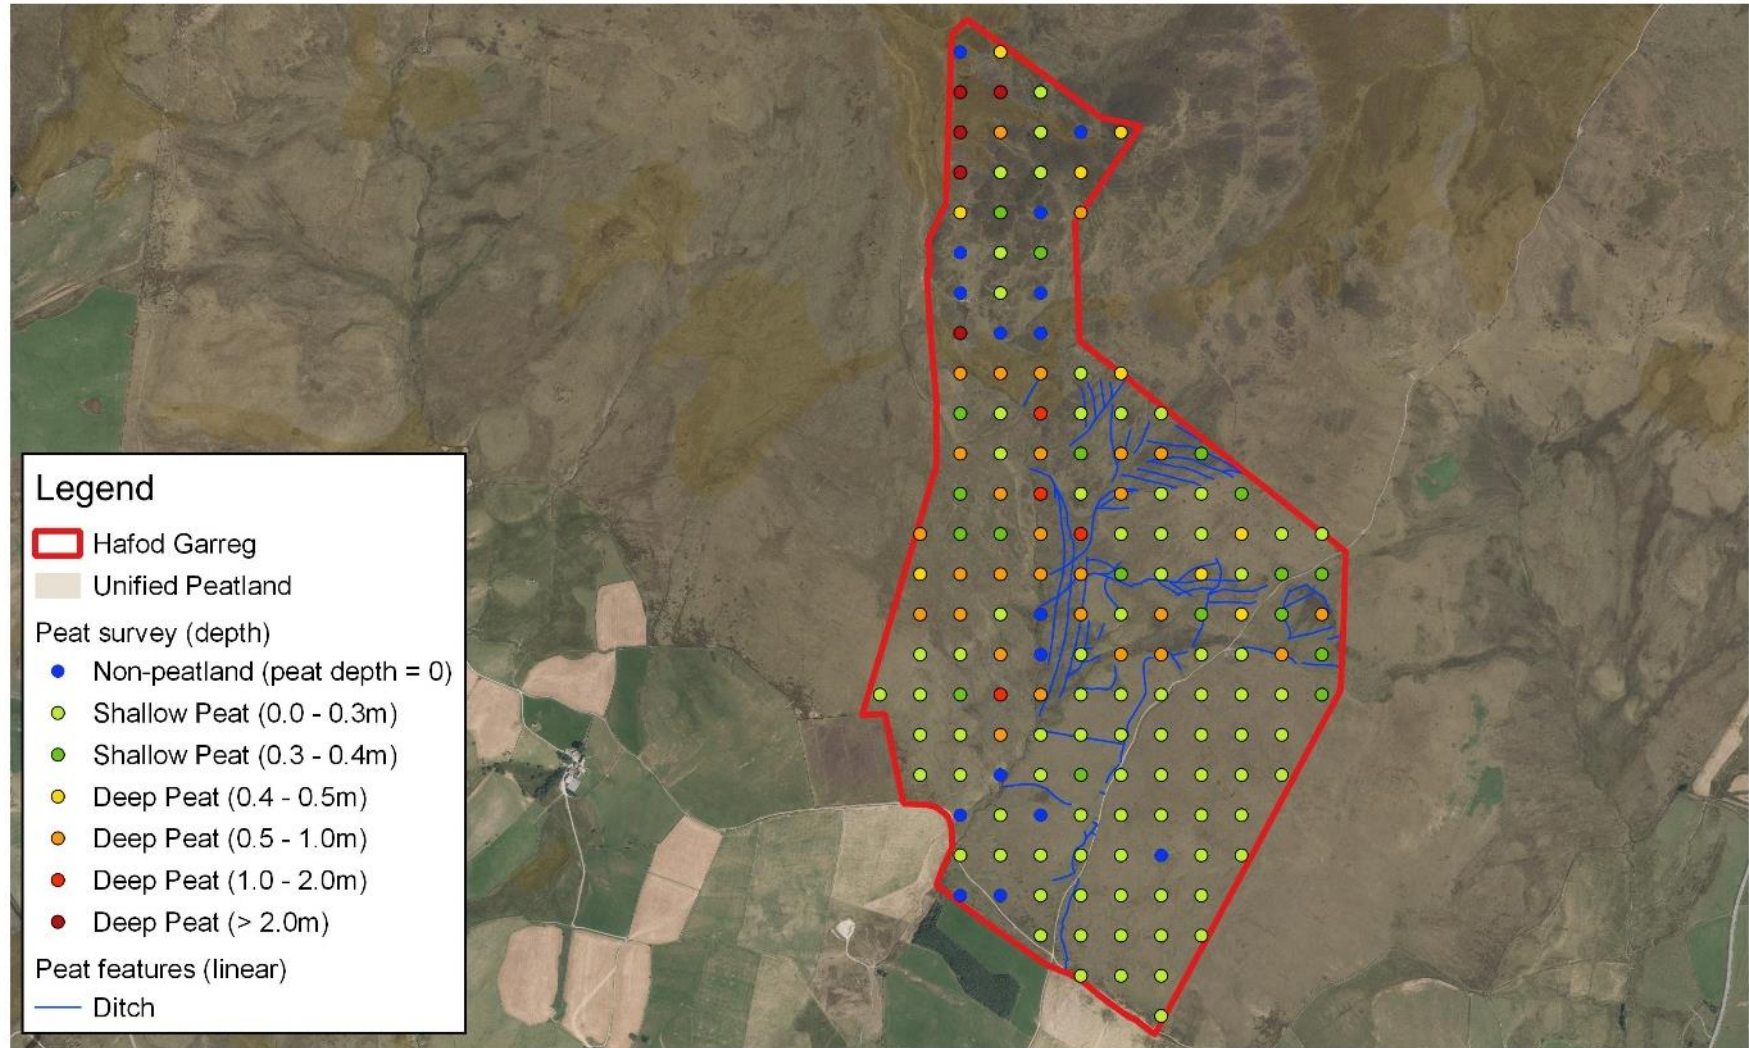 Legend
Hafod Garreg
Unified Peatland
Peat survey (depth)
Non-peatland (peat depth = 0)
Shallow Peat (0.0 - 0.3m)
Shallow Peat (0.3 - 0.4m)
Deep Peat (0.4 - 0.5m)
Deep Peat (0.5 - 1.0m)
Deep Peat (1.0 - 2.0m)
Deep Peat (> 2.0m)
Peat features (linear)
Ditch